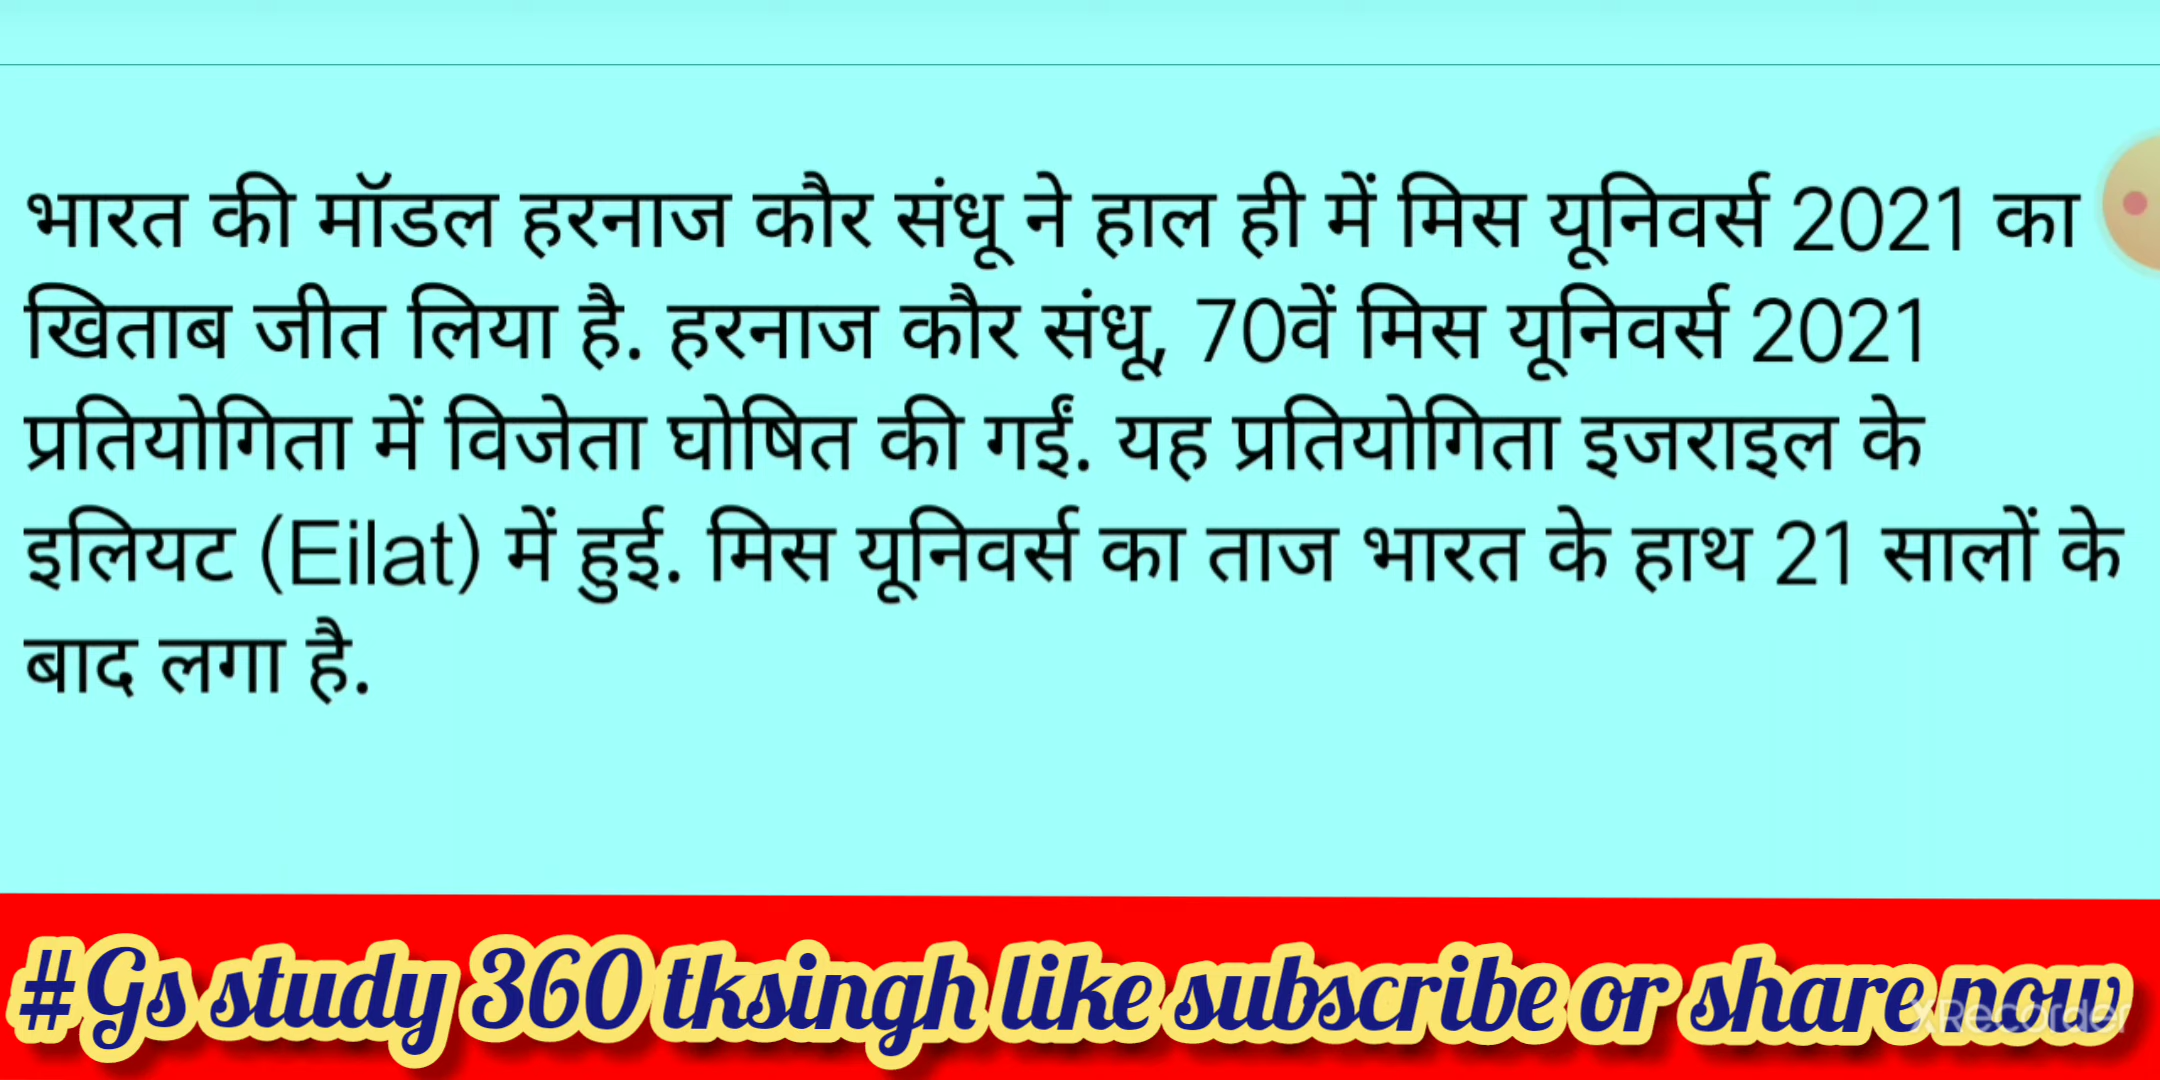 भारत की मॉडल हरनाज कौर संधू ने हाल ही में मिस यूनिवर्स 2021 का
खिताब जीत लिया है. हरनाज कौर संधू, 70वें मिस यूनिवर्स 2021
प्रतियोगिता में विजेता घोषित की गईं. यह प्रतियोगिता इजराइल के
इलियट (Eilat) में हुई. मिस यूनिवर्स का ताज भारत के हाथ 21 सालों के
बाद लगा है.
#Gs study 360 tksingh like subscribe or share now
XRecorder